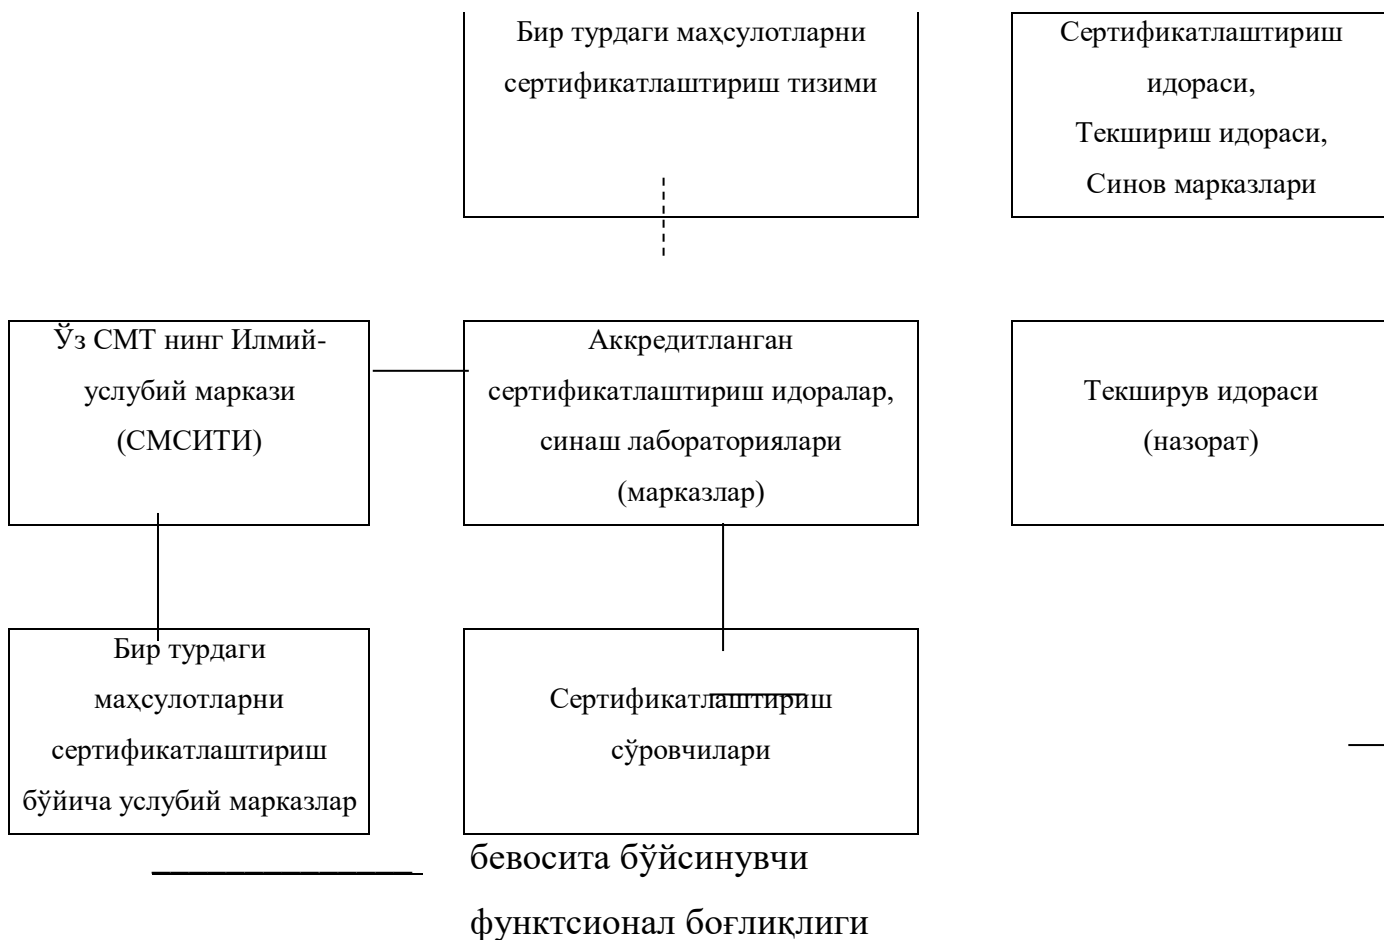 Бир турдаги маҳсулотларни
сертификатлаштириш тизими
Сертификатлаштириш
идораси,
Текшириш идораси,
Синов марказлари
Ўз СМТ нинг Илмий-
услубий маркази
(СМСИТИ)
Аккредитланган
сертификатлаштириш идоралар,
синаш лабораториялари
(марказлар)
Текширув идораси
(назорат)
Бир турдаги
маҳсулотларни
сертификатлаштириш
бўйича услубий марказлар
Сертификатлаштириш
сўровчилари
бевосита бўйсинувчи
функтсионал боғлиқлиги